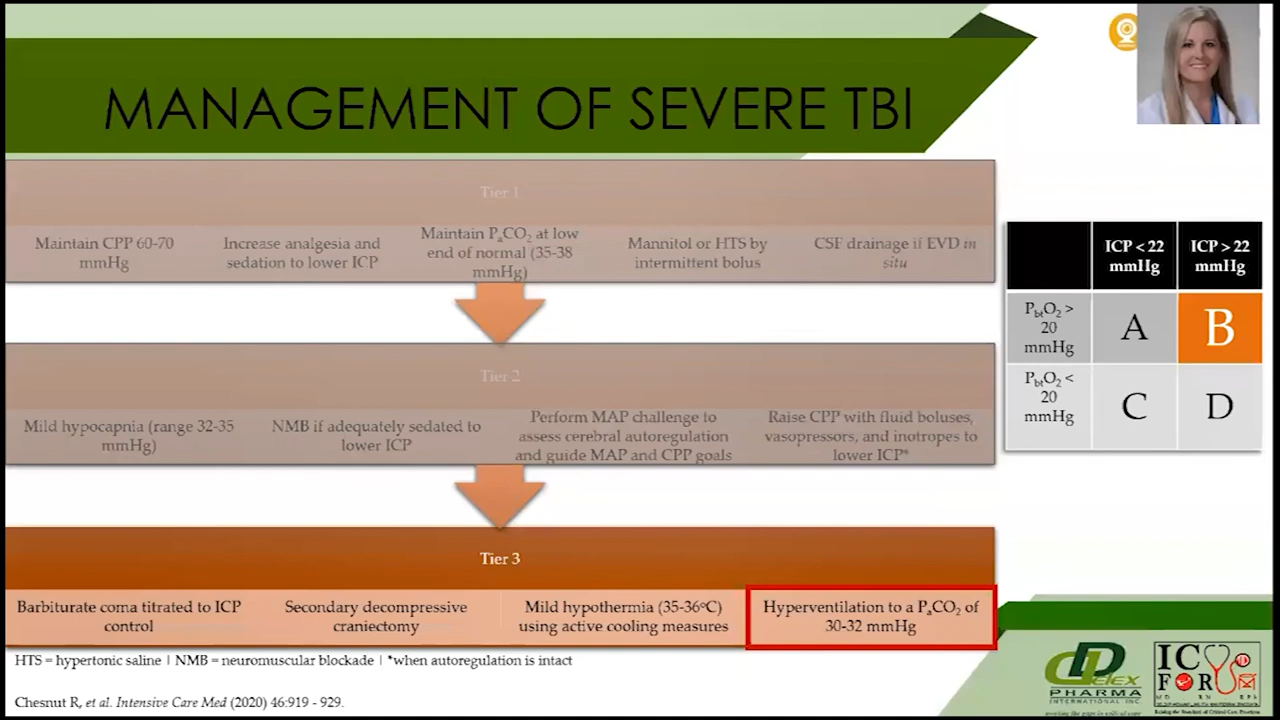 MANAGEMENT OF SEVERE TBI
Tier 1
Maintain CPP 60-70
mmHg
Increase analgesia and
sedation to lower ICP
Maintain PaCO2 at low
end of normal (35-38
mmHg)
Mannitol or HTS by
intermittent bolus
CSF drainage if EVD in
situ
Tier 2
Mild hypocapnia (range 32-35
mmHg)
NMB if adequately sedated to
lower ICP
Perform MAP challenge to
assess cerebral autoregulation
and guide MAP and CPP goals
Raise CPP with fluid boluses,
vasopressors, and inotropes to
lower ICP*
Tier 3
Barbiturate coma titrated to ICP
control
Secondary decompressive
craniectomy
Mild hypothermia (35-36°C)
using active cooling measures
Hyperventilation to a PaCO2 of
30-32 mmHg
HTS = hypertonic saline | NMB = neuromuscular blockade | *when autoregulation is intact
Chesnut R, et al. Intensive Care Med (2020) 46:919 - 929.
ICP < 22
mmHg
ICP > 22
mmHg
PbtO2 >
20
mmHg
A
B
PbtO2 <
20
mmHg
C
D
PHARMA
INTERNATIONAL INC.